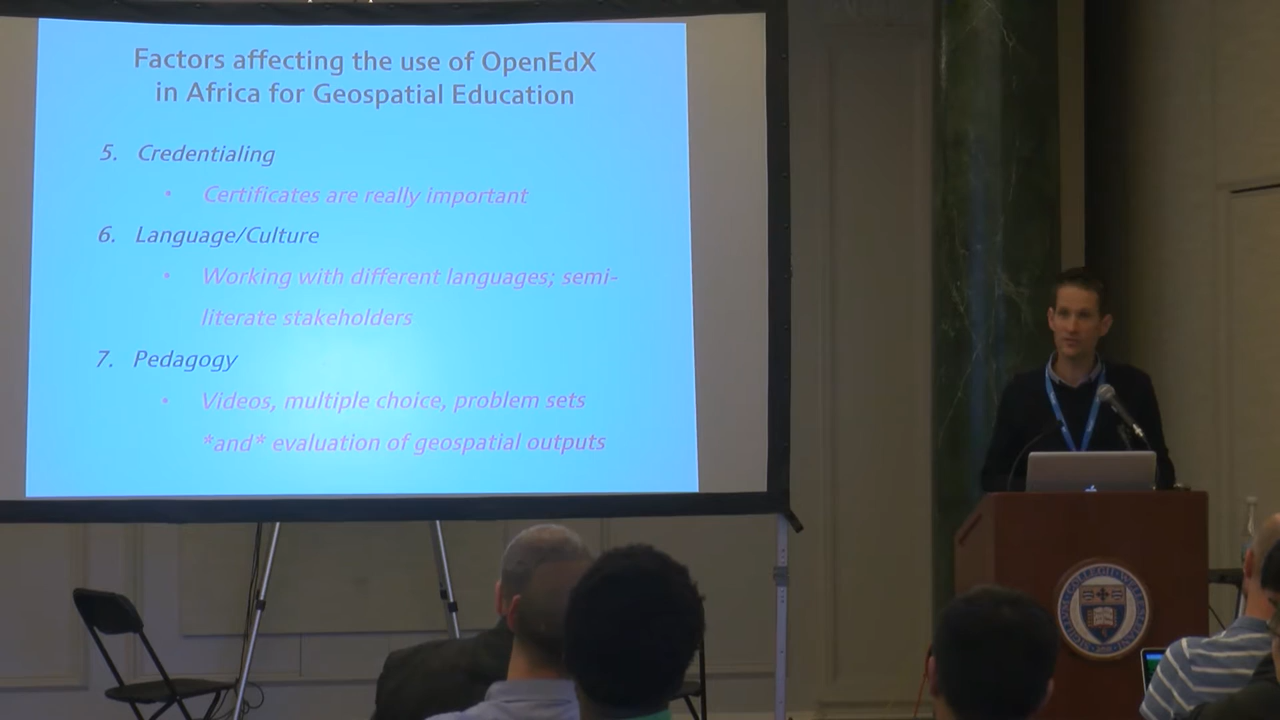 Factors affecting the use of OpenEdX
in Africa for Geospatial Education
5. Credentialing
• Certificates are really important
6. Language/Culture
• Working with different languages; semi-
literate stakeholders
7. Pedagogy
• Videos, multiple choice, problem sets
*and* evaluation of geospatial outputs